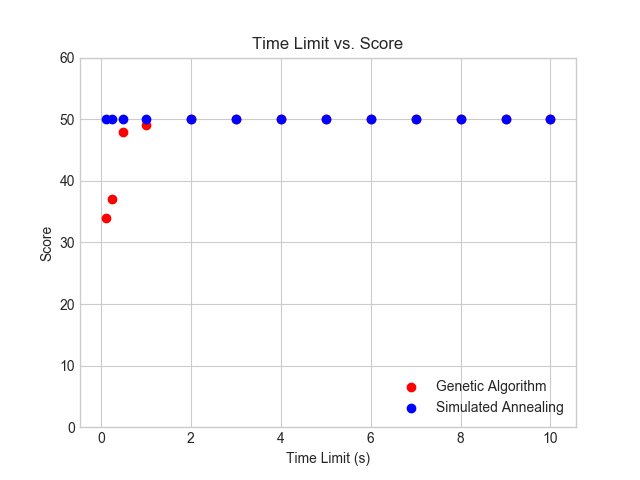 Time Limit vs. Score
60
50
40
30
20
10
0
Score
0 2 4 6 8 10
Time Limit (s)
Genetic Algorithm
Simulated Annealing